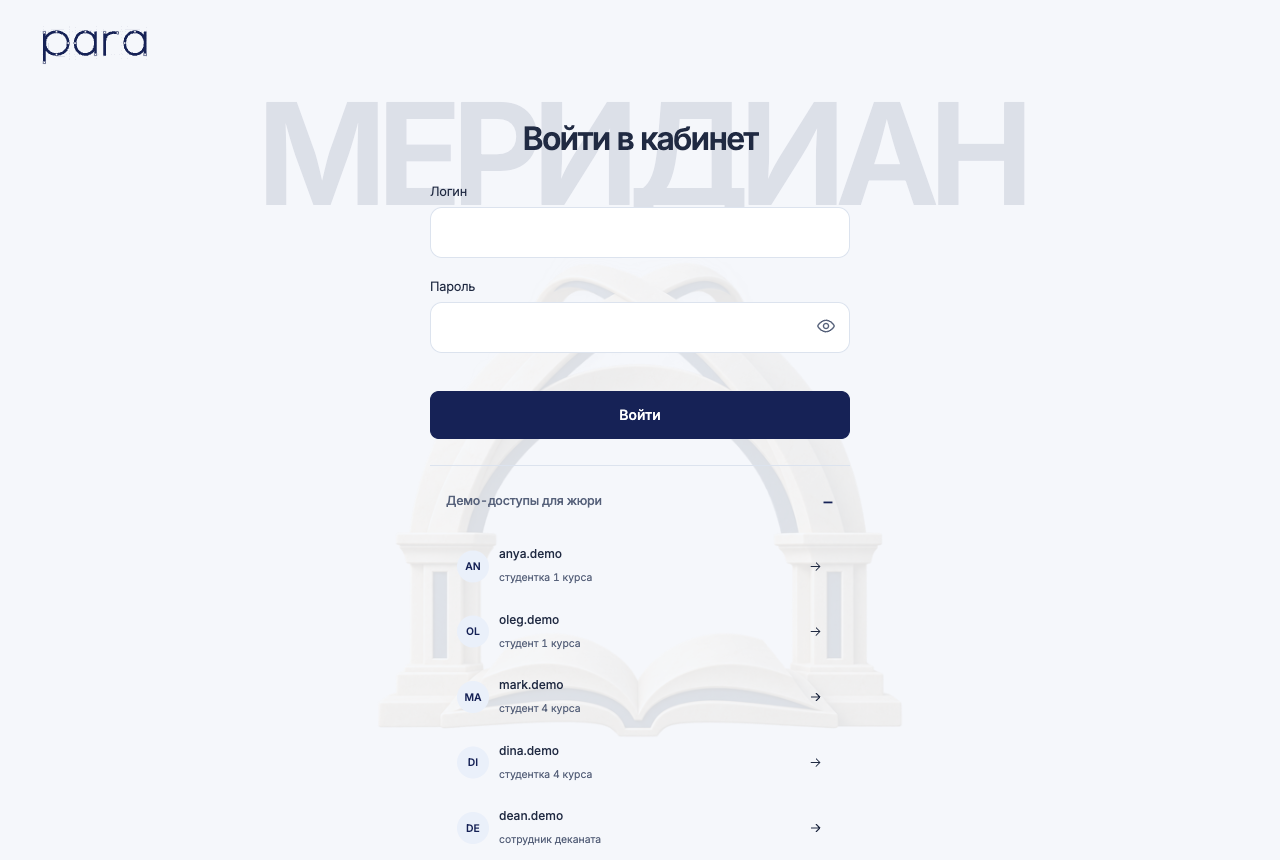 para
МЕРИДИАН
Войти в кабинет
Логин
Пароль
Войти
Демо-доступы для жюри
AN
anya.demo
студентка 1 курса
OL
oleg.demo
студент 1 курса
MA
mark.demo
студент 4 курса
DI
dina.demo
студентка 4 курса
DE
dean.demo
сотрудник деканата